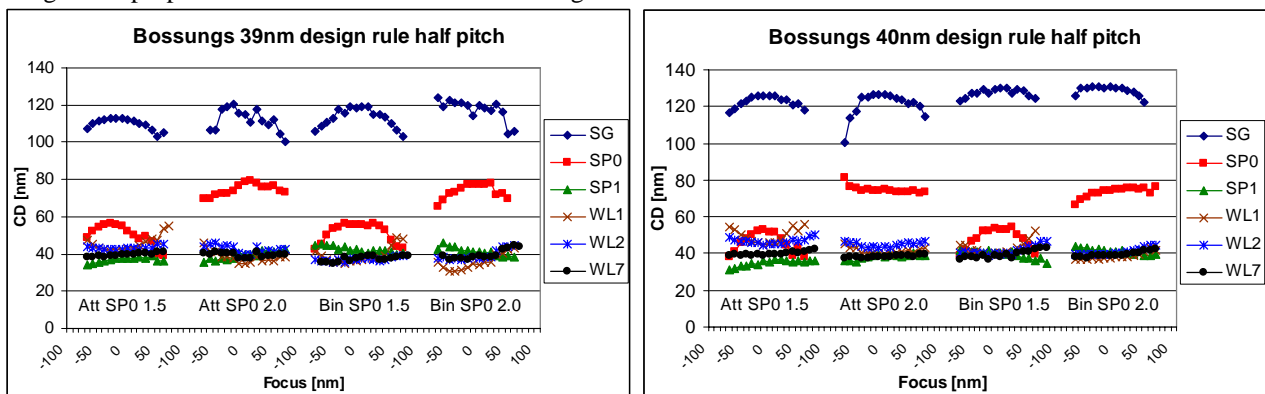 Bossungs 39nm design rule half pitch
140
120
100
80
60
40
20
0
CD [nm]
Att SP0 1.5 Att SP0 2.0 Bin SP0 1.5 Bin SP0 2.0
-100 -50 0 50 100 -50 0 50 100 -50 0 50 100 -50 0 50 100
Focus [nm]
SG
SP0
SP1
WL1
WL2
WL7
Bossungs 40nm design rule half pitch
140
120
100
80
60
40
20
0
CD [nm]
Att SP0 1.5 Att SP0 2.0 Bin SP0 1.5 Bin SP0 2.0
-100 -50 0 50 100 -50 0 50 100 -50 0 50 100 -50 0 50 100
Focus [nm]
SG
SP0
SP1
WL1
WL2
WL7